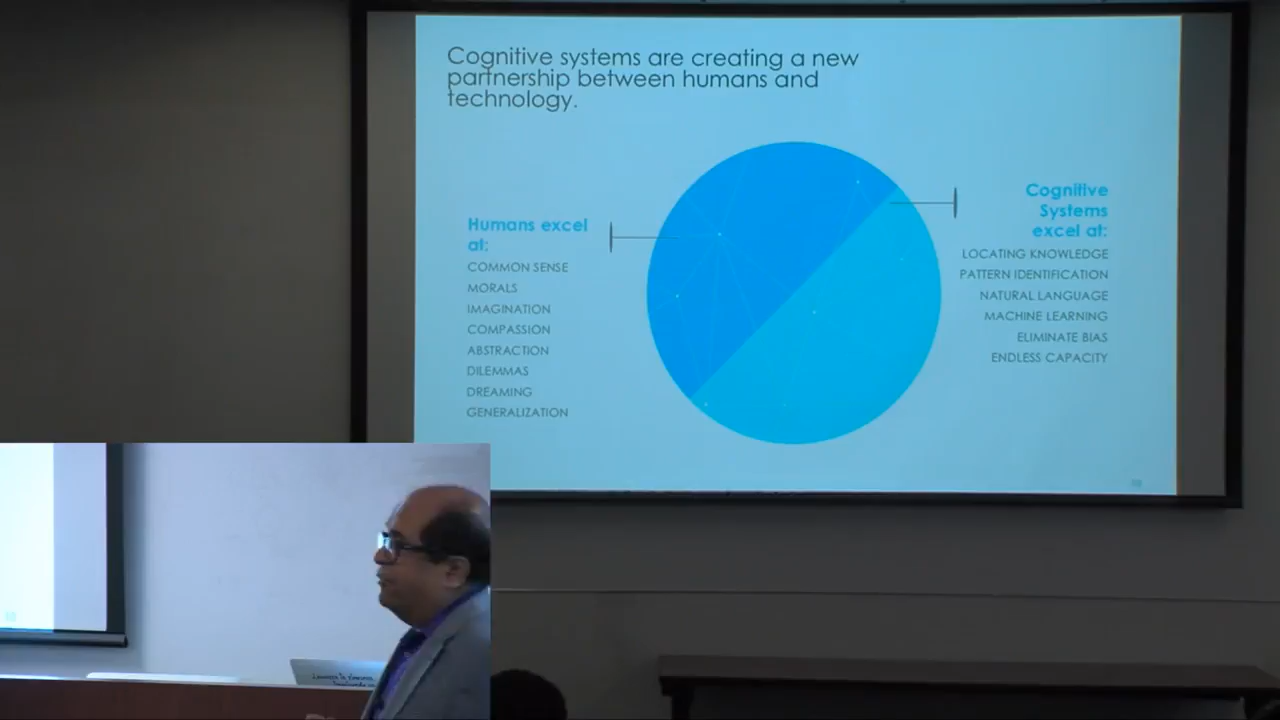 Cognitive systems are creating a new
partnership between humans and
technology.
Humans excel
at:
COMMON SENSE
MORALS
IMAGINATION
COMPASSION
ABSTRACTION
DILEMMAS
DREAMING
GENERALIZATION
Cognitive
Systems
excel at:
LOCATING KNOWLEDGE
PATTERN IDENTIFICATION
NATURAL LANGUAGE
MACHINE LEARNING
ELIMINATE BIAS
ENDLESS CAPACITY